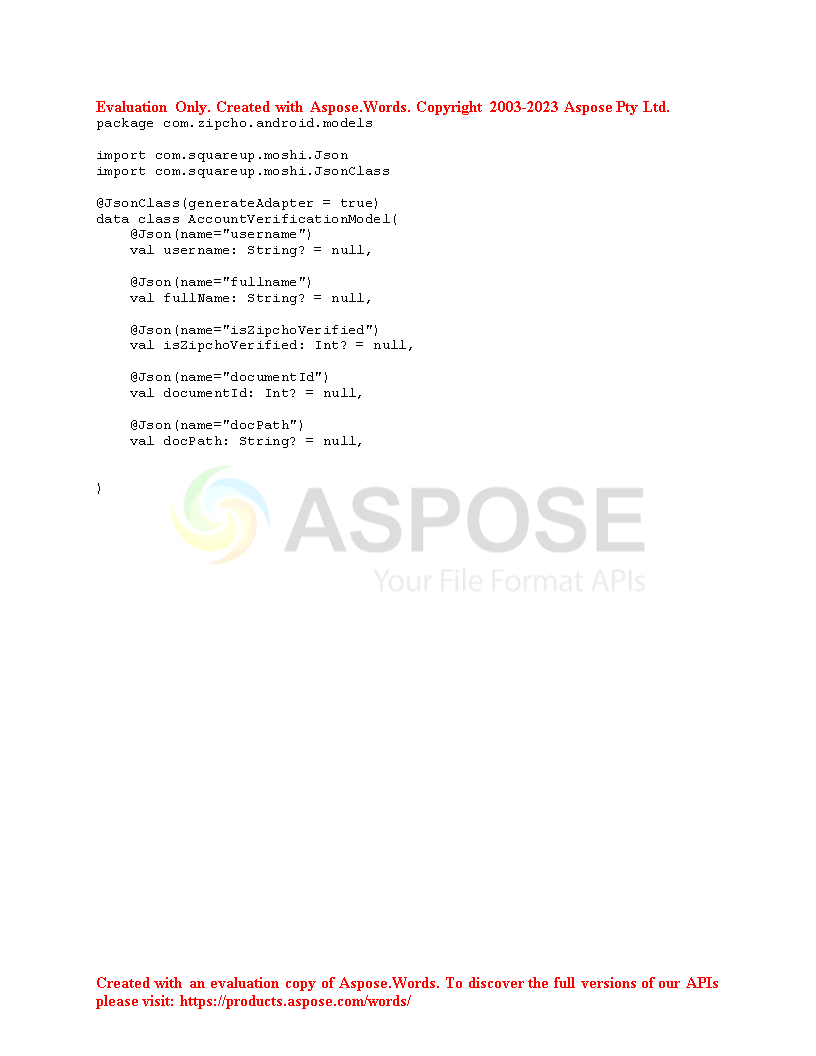 Evaluation Only. Created with Aspose.Words. Copyright 2003-2023 Aspose Pty Ltd.
package com.zipcho.android.models
import com.squareup.moshi.Json
import com.squareup.moshi.JsonClass
@JsonClass(generateAdapter = true)
data class AccountVerificationModel(
    @Json(name="username")
    val username: String? = null,
    @Json(name="fullname")
    val fullName: String? = null,
    @Json(name="isZipchoVerified")
    val isZipchoVerified: Int? = null,
    @Json(name="documentId")
    val documentId: Int? = null,
    @Json(name="docPath")
    val docPath: String? = null,
)
ASPOSE
Your File Format APIs
Created with an evaluation copy of Aspose.Words. To discover the full versions of our APIs
please visit: https://products.aspose.com/words/